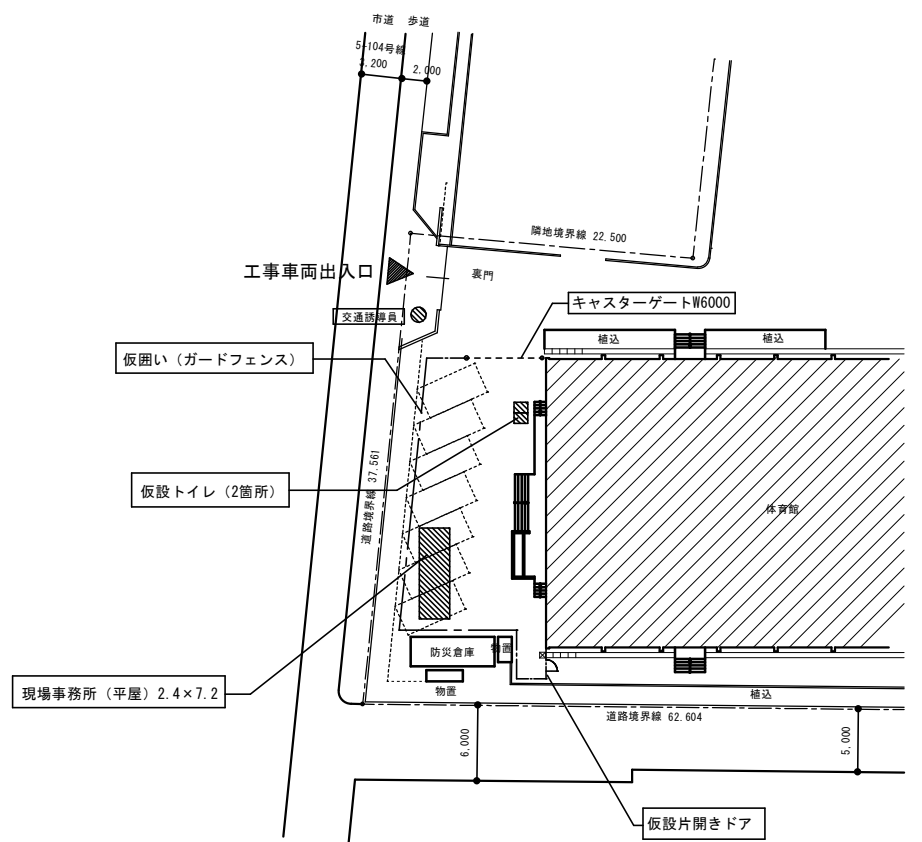 市道 歩道
5-104号線
3.200 2.000
隣地境界線 22.500
工事車両出入口
裏門
キャスターゲートW6000
交通誘導員
植込 植込
仮囲い（ガードフェンス）
道路境界線 37.561
仮設トイレ（2箇所）
体育館
防災倉庫 物置
現場事務所（平屋）2.4×7.2
物置
植込
道路境界線 62.604
6,000
5,000
仮設片開きドア